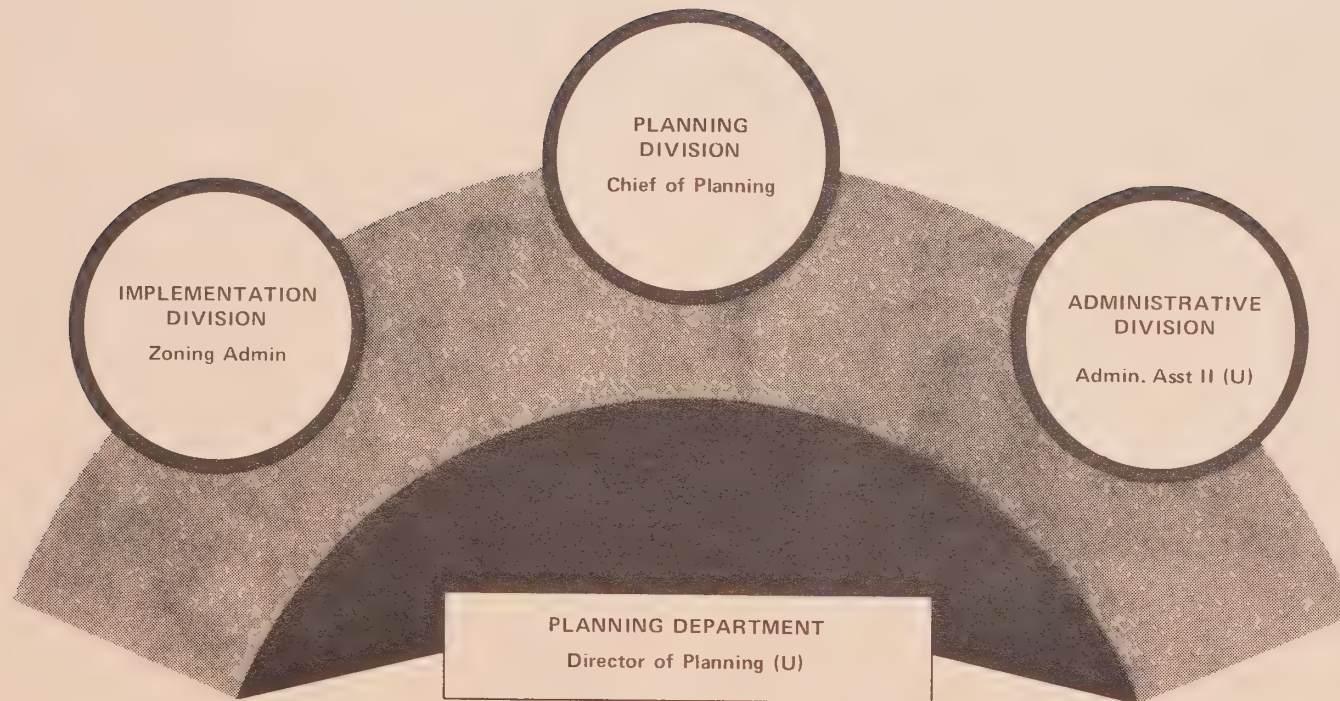 PLANNING
DIVISION
Chief of Planning
IMPLEMENTATION
DIVISION
Zoning Admin
ADMINISTRATIVE
DIVISION
Admin. Asst II (U)
PLANNING DEPARTMENT
Director of Planning (U)